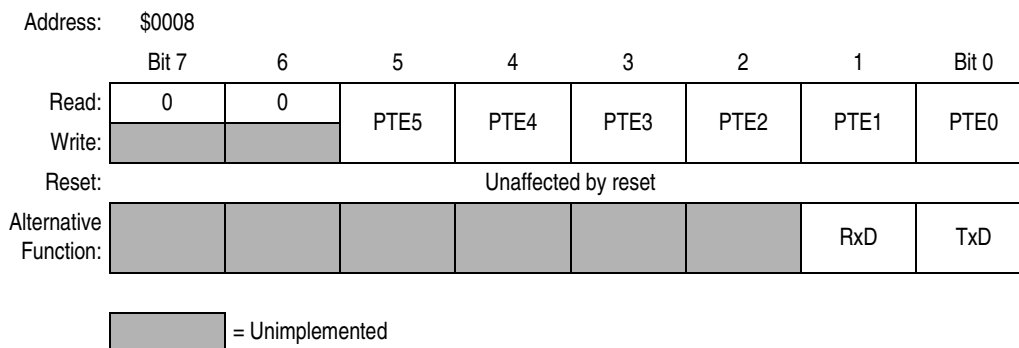 Address: $0008
Bit 7 6 5 4 3 2 1 Bit 0
Read: 0 0 PTE5 PTE4 PTE3 PTE2 PTE1 PTE0
Write:
Reset: Unaffected by reset
Alternative
Function: RxD TxD
= Unimplemented